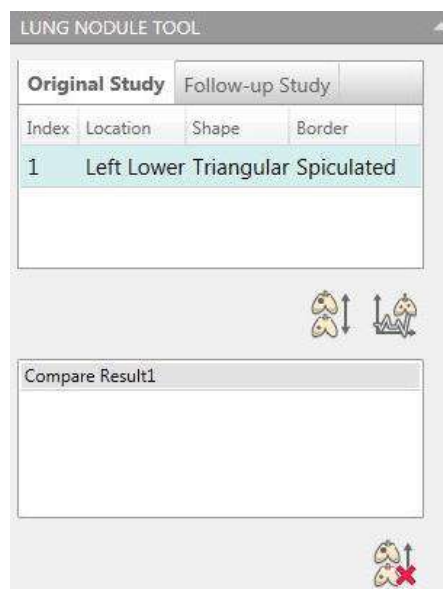 LUNG NODULE TOOL
Original Study Follow-up Study
Index Location Shape Border
1 Left Lower Triangular Spiculated
Compare Result1